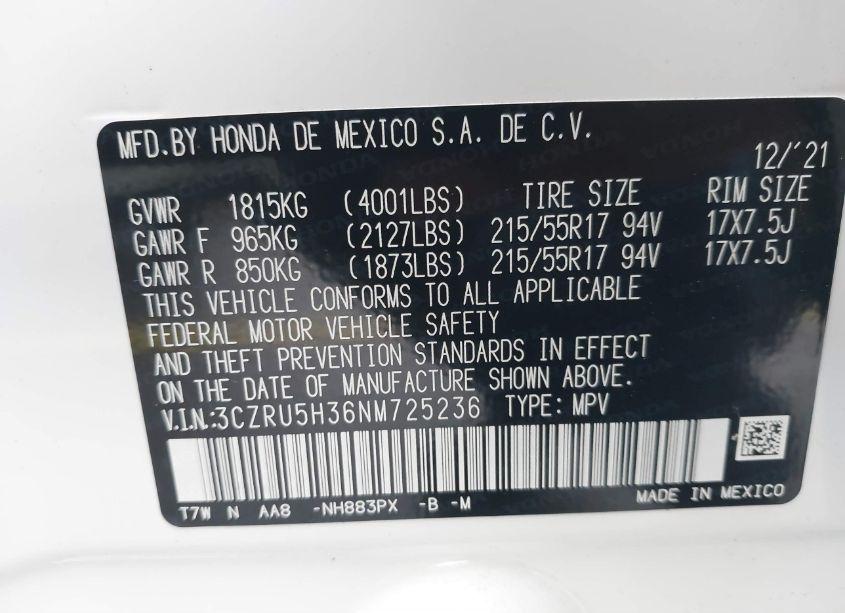 MFD.BY HONDA DE MEXICO S.A. DE C.V.
12/'21
GVWR 1815KG (4001LBS) TIRE SIZE RIM SIZE
GAWR F 965KG (2127LBS) 215/55R17 94V 17X7.5J
GAWR R 850KG (1873LBS) 215/55R17 94V 17X7.5J
THIS VEHICLE CONFORMS TO ALL APPLICABLE
FEDERAL MOTOR VEHICLE SAFETY
AND THEFT PREVENTION STANDARDS IN EFFECT
ON THE DATE OF MANUFACTURE SHOWN ABOVE.
V.I.N.:3CZRU5H36NM725236 TYPE: MPV
T7W N AA8 -NH883PX -B -M
MADE IN MEXICO